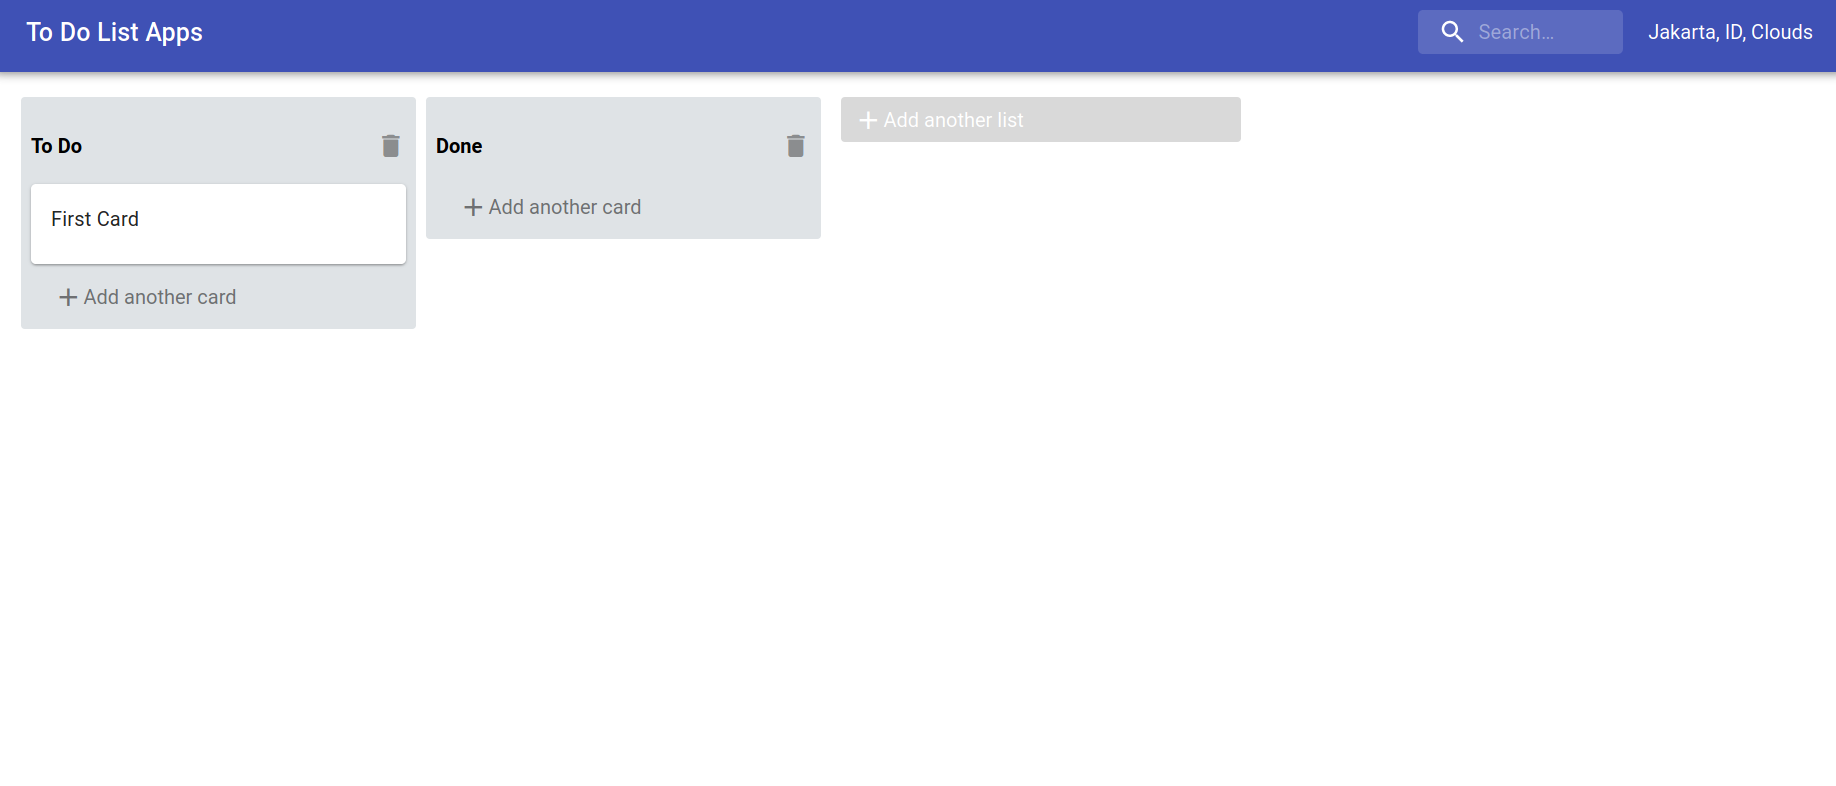 To Do List Apps
Search...
Jakarta, ID, Clouds
To Do
First Card
Add another card
Done
Add another card
Add another list